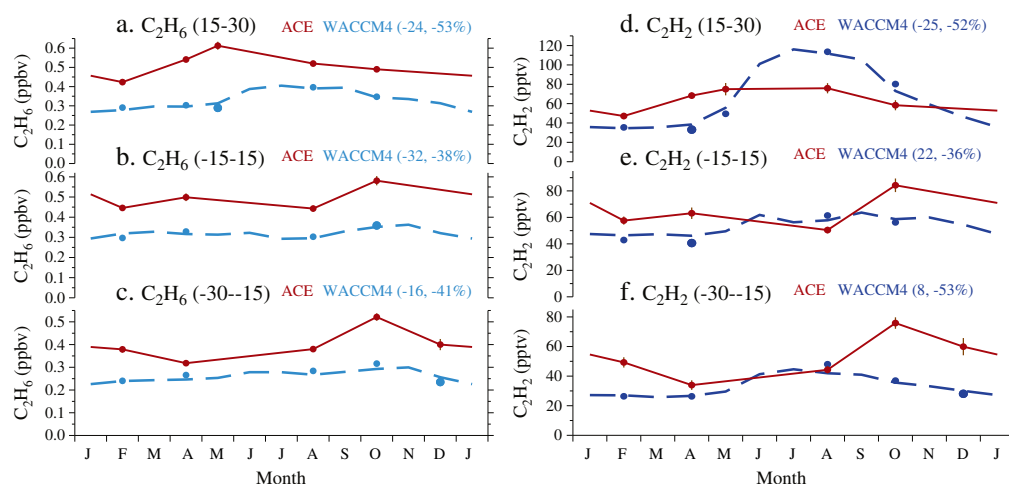 a. C₂H₆ (15-30) ACE WACCM4 (-24, -53%)
C₂H₆ (ppbv)
0.6
0.5
0.4
0.3
0.2
0.1
0.0
b. C₂H₆ (-15-15) ACE WACCM4 (-32, -38%)
C₂H₆ (ppbv)
0.6
0.5
0.4
0.3
0.2
0.1
0.0
c. C₂H₆ (-30--15) ACE WACCM4 (-16, -41%)
C₂H₆ (ppbv)
0.5
0.4
0.3
0.2
0.1
0.0
J F M A M J J A S O N D J
Month
d. C₂H₂ (15-30) ACE WACCM4 (-25, -52%)
C₂H₂ (pptv)
120
100
80
60
40
20
0
e. C₂H₂ (-15-15) ACE WACCM4 (22, -36%)
C₂H₂ (pptv)
80
60
40
20
0
f. C₂H₂ (-30--15) ACE WACCM4 (8, -53%)
C₂H₂ (pptv)
80
60
40
20
0
J F M A M J J A S O N D J
Month